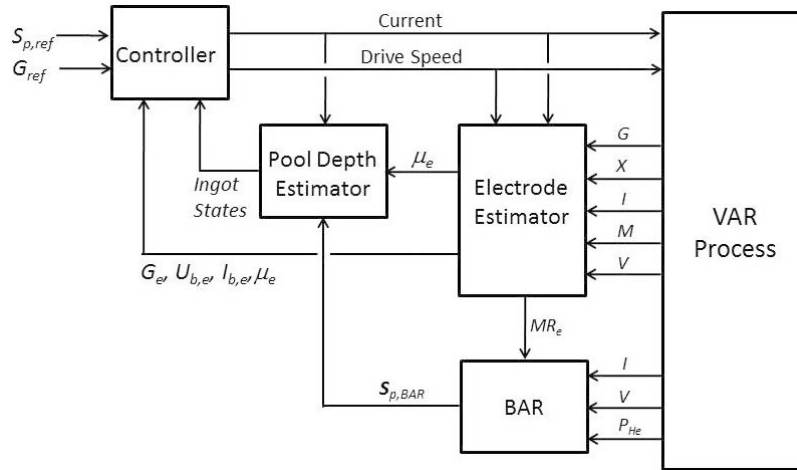 Current
S_p,ref
Controller
Drive Speed
G_ref
G
μ_e
Pool Depth
Estimator
Electrode
Estimator
X
Ingot
States
I
VAR
Process
M
G_e, U_b,e, I_b,e, μ_e
V
MR_e
I
S_p,BAR
BAR
V
P_He